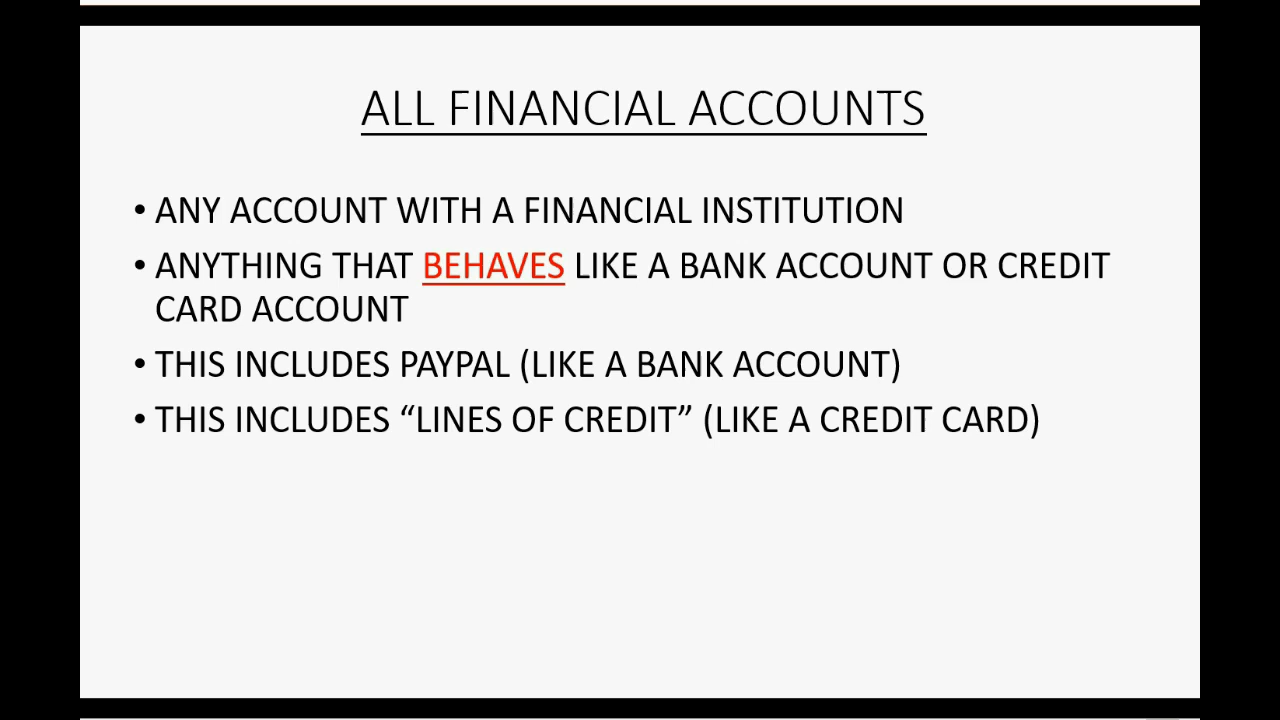 ALL FINANCIAL ACCOUNTS
• ANY ACCOUNT WITH A FINANCIAL INSTITUTION
• ANYTHING THAT BEHAVES LIKE A BANK ACCOUNT OR CREDIT
CARD ACCOUNT
• THIS INCLUDES PAYPAL (LIKE A BANK ACCOUNT)
• THIS INCLUDES “LINES OF CREDIT” (LIKE A CREDIT CARD)